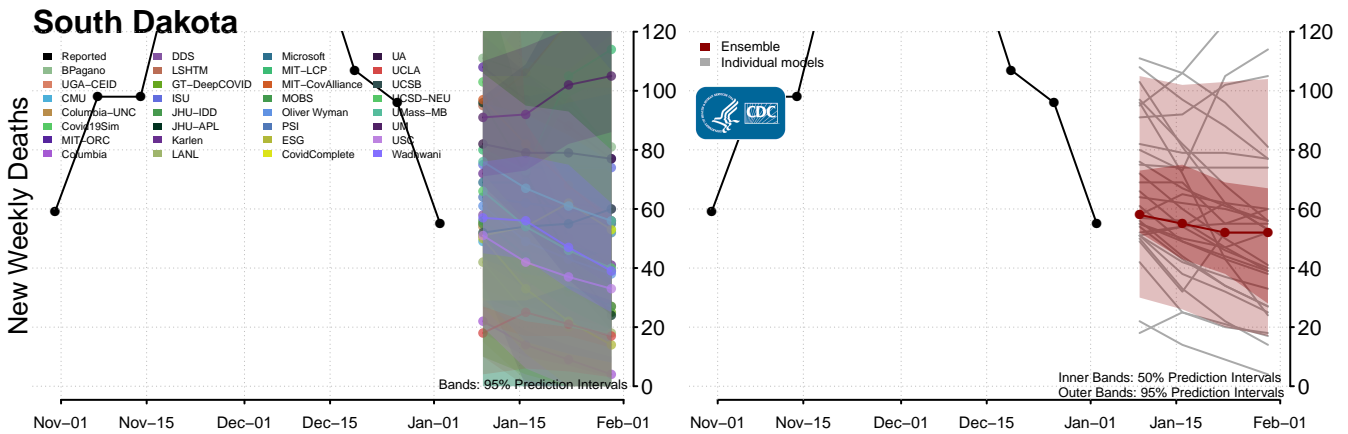 South Dakota
New Weekly Deaths
Reported
BPagano
UGA−CEID
CMU
Columbia−UNC
Covid19Sim
MIT−ORC
Columbia
DDS
LSHTM
GT−DeepCOVID
ISU
JHU−IDD
JHU−APL
Karlen
LANL
Microsoft
MIT−LCP
MIT−CovAlliance
MOBS
Oliver Wyman
PSI
ESG
CovidComplete
UA
UCLA
UCSB
UCSD−NEU
UMass−MB
UM
USC
Wadhwani
120
100
80
60
40
20
0
Bands: 95% Prediction Intervals
Nov−01 Nov−15 Dec−01 Dec−15 Jan−01 Jan−15 Feb−01
Ensemble
Individual models
CDC
120
100
80
60
40
20
0
Inner Bands: 50% Prediction Intervals
Outer Bands: 95% Prediction Intervals
Nov−01 Nov−15 Dec−01 Dec−15 Jan−01 Jan−15 Feb−01